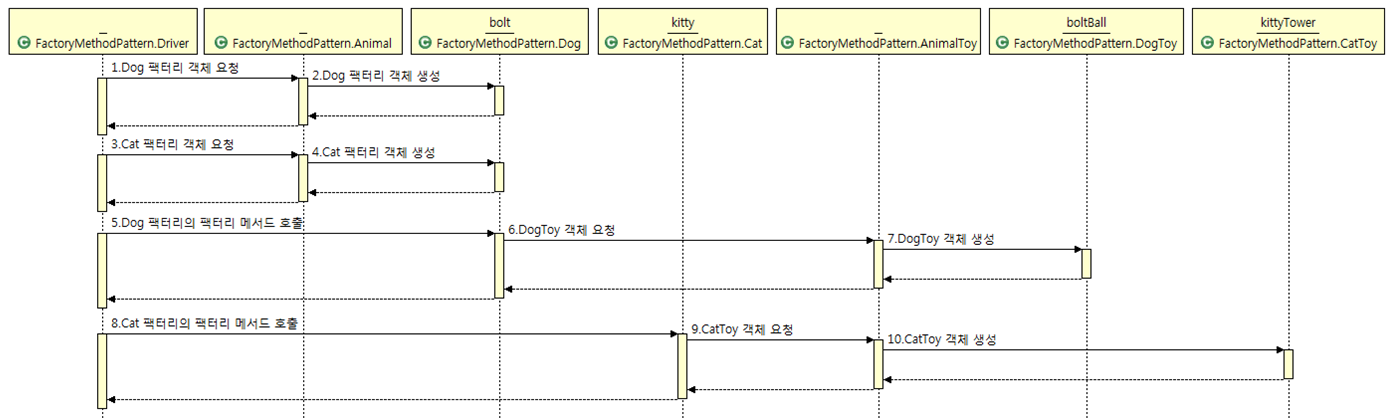 _
FactoryMethodPattern.Driver
_
FactoryMethodPattern.Animal
bolt
FactoryMethodPattern.Dog
kitty
FactoryMethodPattern.Cat
_
FactoryMethodPattern.AnimalToy
boltBall
FactoryMethodPattern.DogToy
kittyTower
FactoryMethodPattern.CatToy
1.Dog 팩터리 객체 요청
2.Dog 팩터리 객체 생성
3.Cat 팩터리 객체 요청
4.Cat 팩터리 객체 생성
5.Dog 팩터리의 팩터리 메서드 호출
6.DogToy 객체 요청
7.DogToy 객체 생성
8.Cat 팩터리의 팩터리 메서드 호출
9.CatToy 객체 요청
10.CatToy 객체 생성